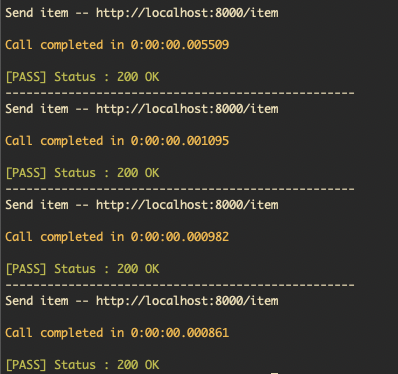 Send item -- http://localhost:8000/item
Call completed in 0:00:00.005509
[PASS] Status : 200 OK
--------------------------------------------------
Send item -- http://localhost:8000/item
Call completed in 0:00:00.001095
[PASS] Status : 200 OK
--------------------------------------------------
Send item -- http://localhost:8000/item
Call completed in 0:00:00.000982
[PASS] Status : 200 OK
--------------------------------------------------
Send item -- http://localhost:8000/item
Call completed in 0:00:00.000861
[PASS] Status : 200 OK